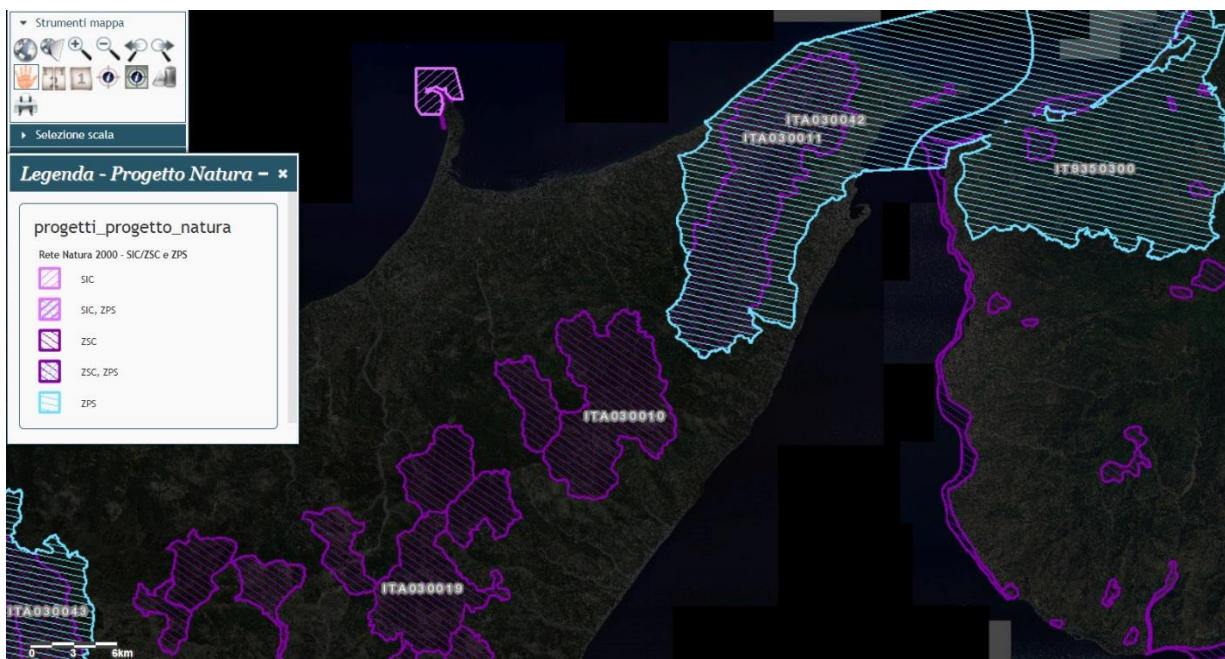 Strumenti mappa
1
Selezione scala
Legenda - Progetto Natura
progetti_progetto_natura
Rete Natura 2000 - SIC/ZSC e ZPS
SIC
SIC, ZPS
ZSC
ZSC, ZPS
ZPS
ITA030042
ITA030011
IT9350300
ITA030010
ITA030019
ITA030043
0 3 6km